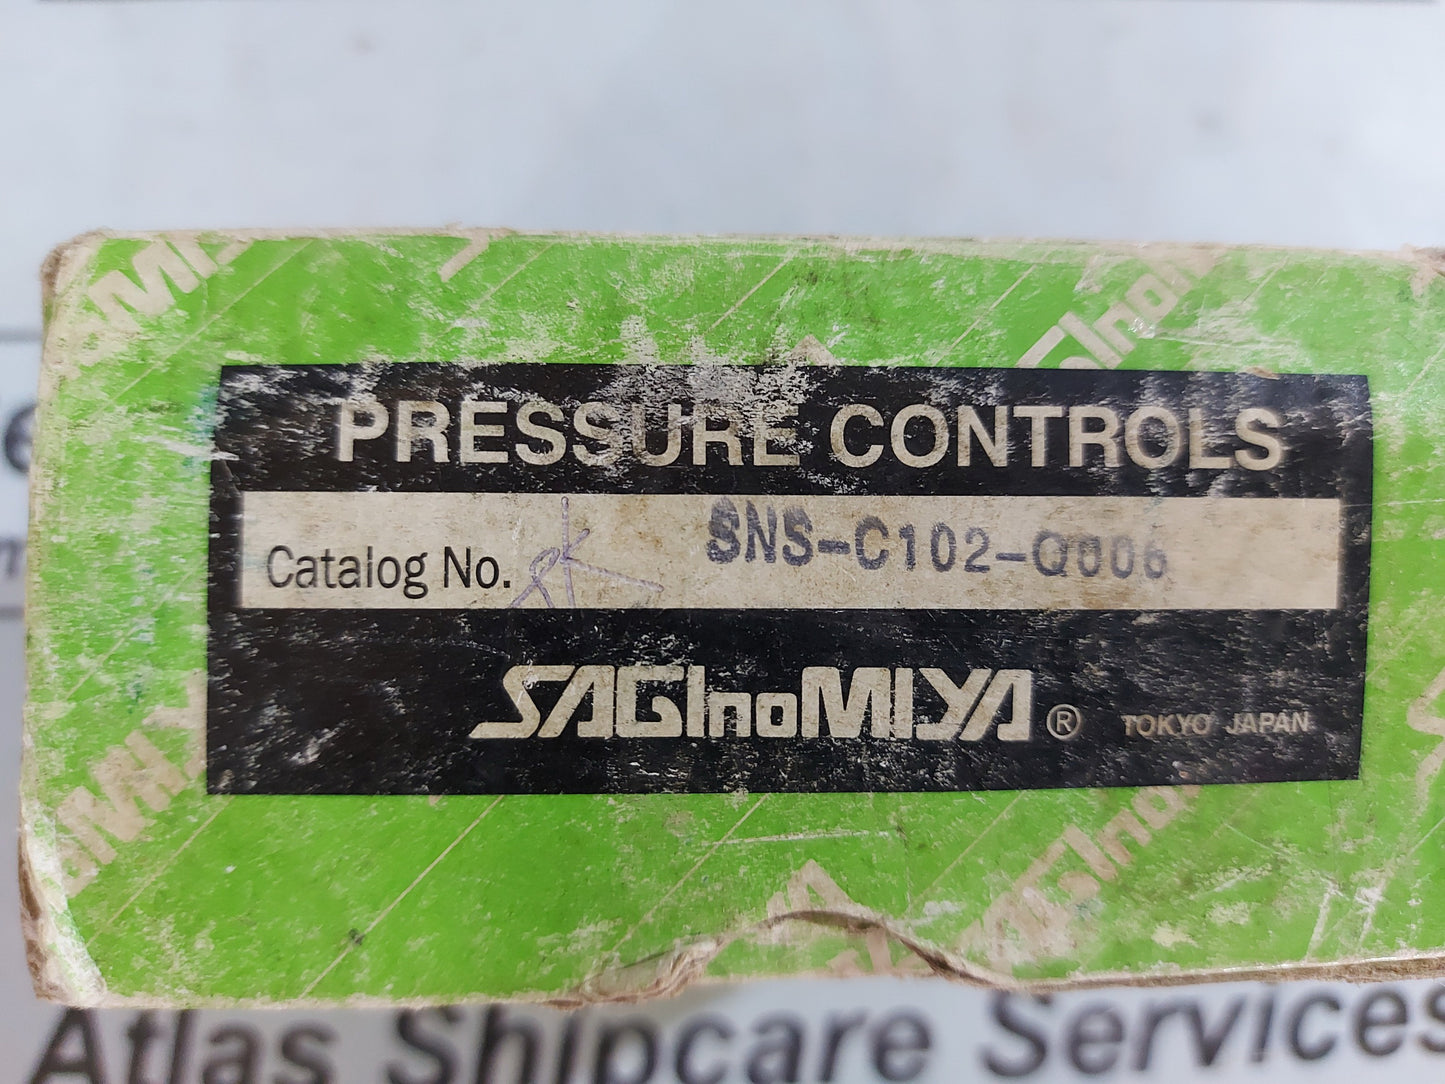 PRESSURE CONTROLS
Catalog No. SNS-C102-Q006
SAGInoMIYA® TOKYO JAPAN
Atlas Shipcare Services